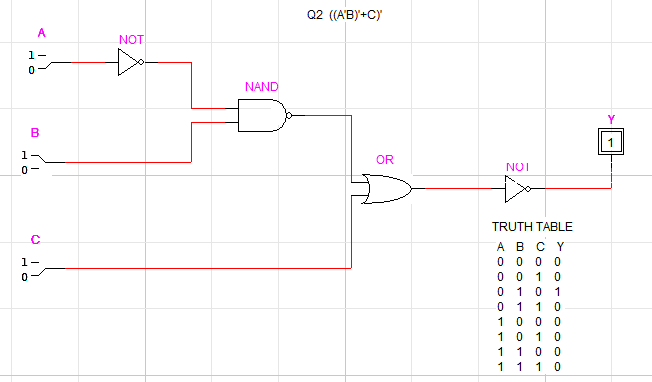 Q2 ((A'B)'+C)'
A
NOT
1
0
NAND
B
1
0
Y
1
OR
NOT
C
1
0
TRUTH TABLE
A B C Y
0 0 0 0
0 0 1 0
0 1 0 1
0 1 1 0
1 0 0 0
1 0 1 0
1 1 0 0
1 1 1 0